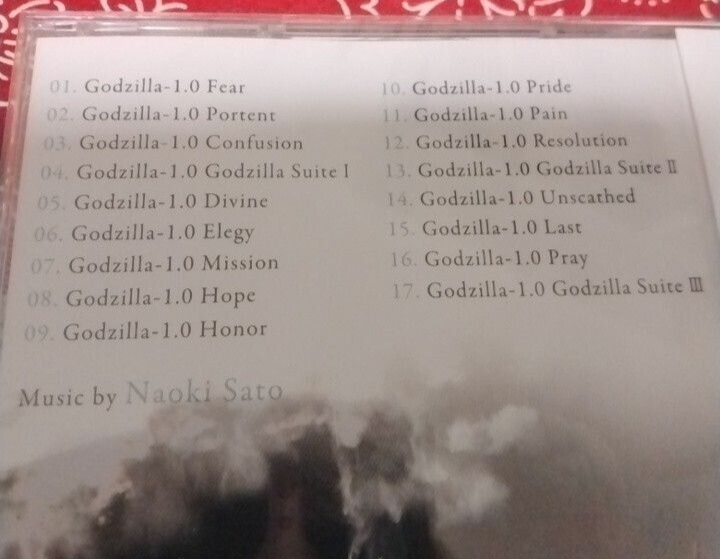 01. Godzilla-1.0 Fear
02. Godzilla-1.0 Portent
03. Godzilla-1.0 Confusion
04. Godzilla-1.0 Godzilla Suite I
05. Godzilla-1.0 Divine
06. Godzilla-1.0 Elegy
07. Godzilla-1.0 Mission
08. Godzilla-1.0 Hope
09. Godzilla-1.0 Honor
10. Godzilla-1.0 Pride
11. Godzilla-1.0 Pain
12. Godzilla-1.0 Resolution
13. Godzilla-1.0 Godzilla Suite Ⅱ
14. Godzilla-1.0 Unscathed
15. Godzilla-1.0 Last
16. Godzilla-1.0 Pray
17. Godzilla-1.0 Godzilla Suite Ⅲ
Music by Naoki Sato